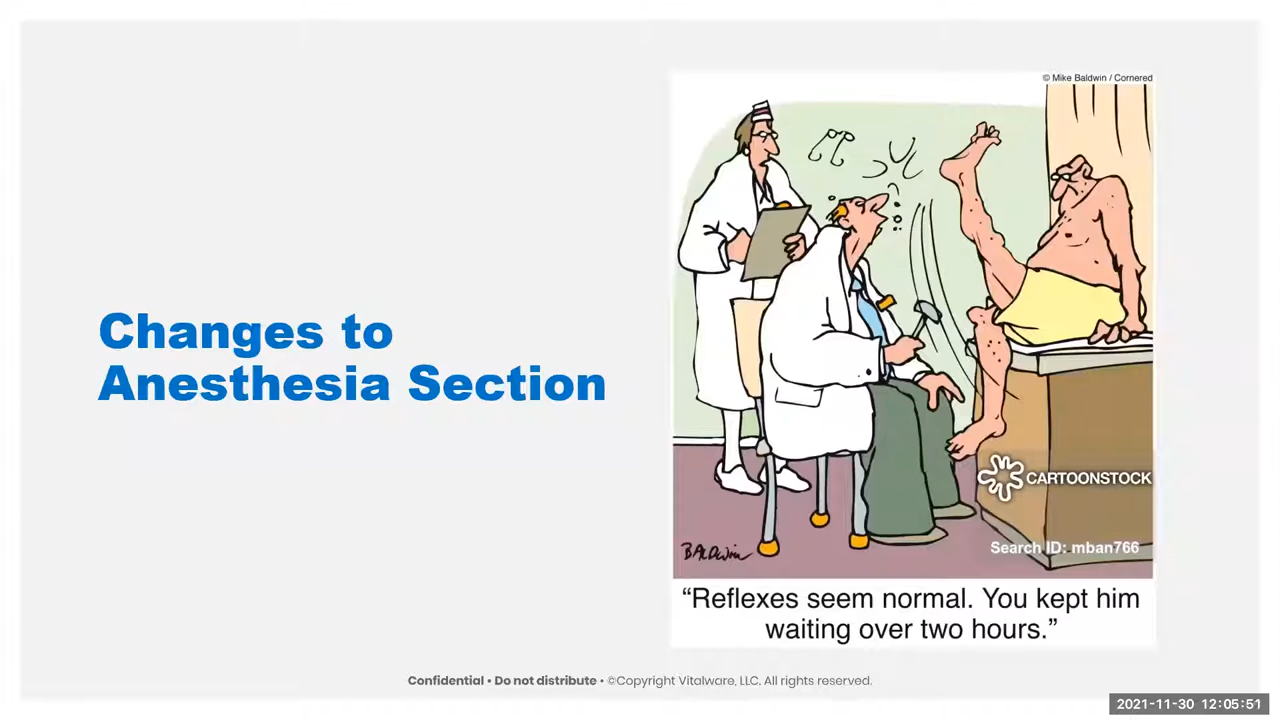 Changes to
Anesthesia Section
© Mike Baldwin / Cornered
BALDWIN
CARTOONSTOCK
Search ID: mban766
“Reflexes seem normal. You kept him
waiting over two hours.”
Confidential • Do not distribute • ©Copyright Vitalware, LLC. All rights reserved.
2021-11-30 12:05:51